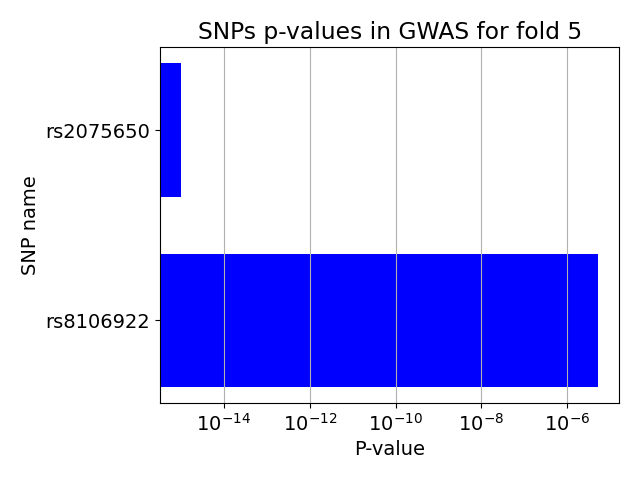 SNPs p-values in GWAS for fold 5
SNP name
rs2075650
rs8106922
10⁻¹⁴ 10⁻¹² 10⁻¹⁰ 10⁻⁸ 10⁻⁶
P-value